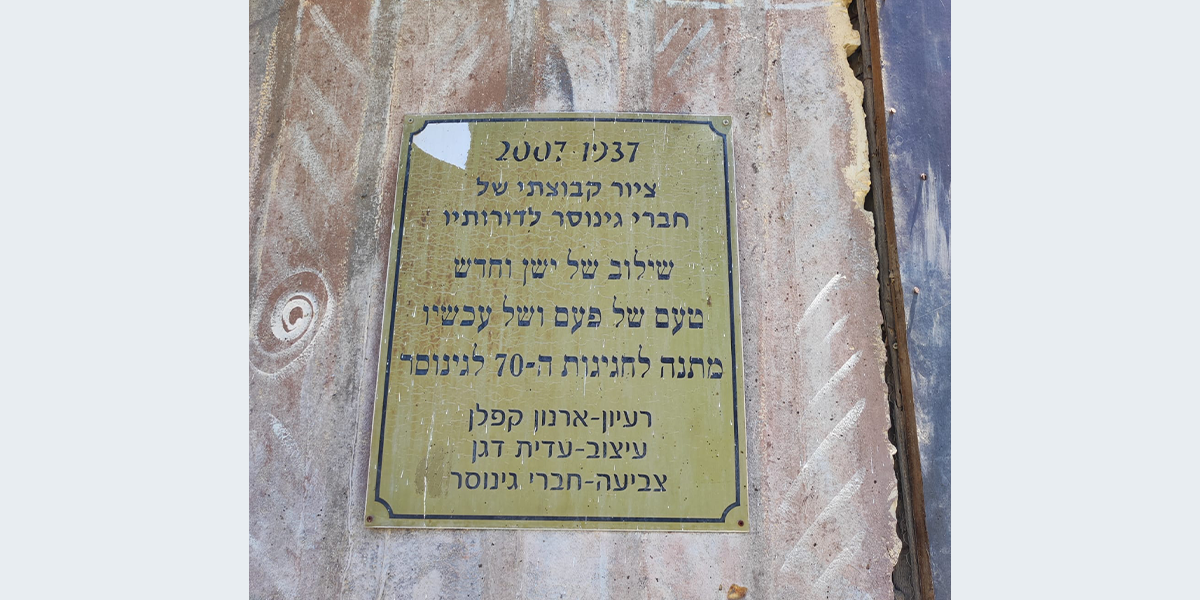 2007-1937
ציור קבוצתי של
חברי גינוסר לדורותיו
שילוב של ישן וחדש
טעם של פעם ושל עכשיו
מתנה לחגיגות ה-70 לגינוסר
רעיון-ארנון קפלן
עיצוב-עדית דגן
צביעה-חברי גינוסר